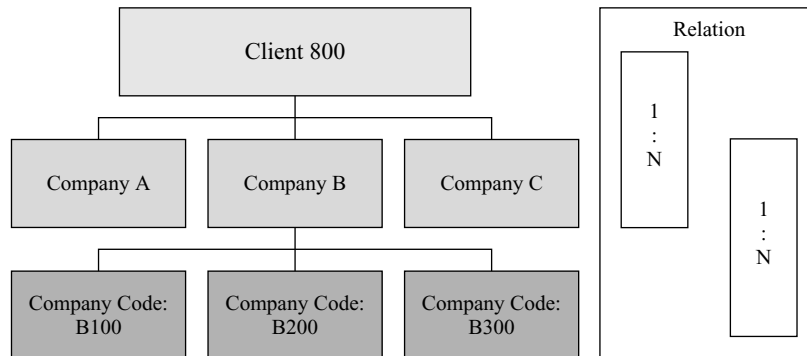 Client 800
Relation
1
:
N
Company A
Company B
Company C
1
:
N
Company Code:
B100
Company Code:
B200
Company Code:
B300